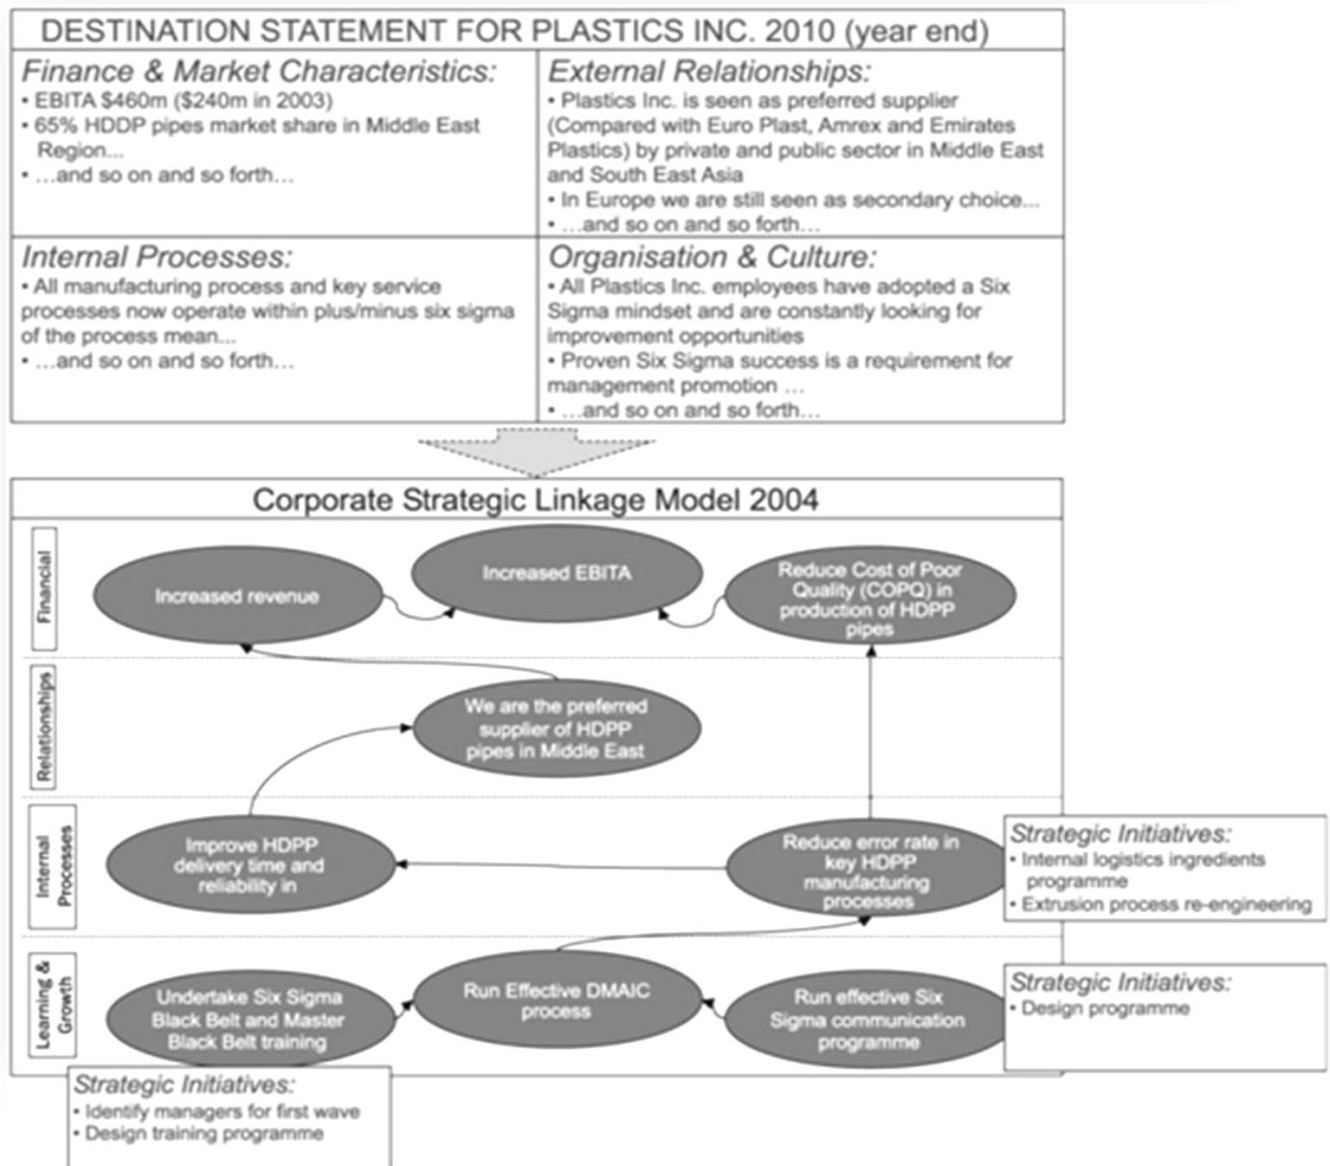 DESTINATION STATEMENT FOR PLASTICS INC. 2010 (year end)
Finance & Market Characteristics:
• EBITA $460m ($240m in 2003)
• 65% HDDP pipes market share in Middle East
Region...
• ...and so on and so forth...
External Relationships:
• Plastics Inc. is seen as preferred supplier
(Compared with Euro Plast, Amrex and Emirates
Plastics) by private and public sector in Middle East
and South East Asia
• In Europe we are still seen as secondary choice...
• ...and so on and so forth...
Internal Processes:
• All manufacturing process and key service
processes now operate within plus/minus six sigma
of the process mean...
• ...and so on and so forth...
Organisation & Culture:
• All Plastics Inc. employees have adopted a Six
Sigma mindset and are constantly looking for
improvement opportunities
• Proven Six Sigma success is a requirement for
management promotion ...
• ...and so on and so forth...
Corporate Strategic Linkage Model 2004
Financial
Increased revenue
Increased EBITA
Reduce Cost of Poor
Quality (COPQ) in
production of HDPP
pipes
Relationships
We are the preferred
supplier of HDPP
pipes in Middle East
Internal
Processes
Improve HDPP
delivery time and
reliability in
Reduce error rate in
key HDPP
manufacturing
processes
Strategic Initiatives:
• Internal logistics ingredients
programme
• Extrusion process re-engineering
Learning &
Growth
Undertake Six Sigma
Black Belt and Master
Black Belt training
Run Effective DMAIC
process
Run effective Six
Sigma communication
programme
Strategic Initiatives:
• Design programme
Strategic Initiatives:
• Identify managers for first wave
• Design training programme